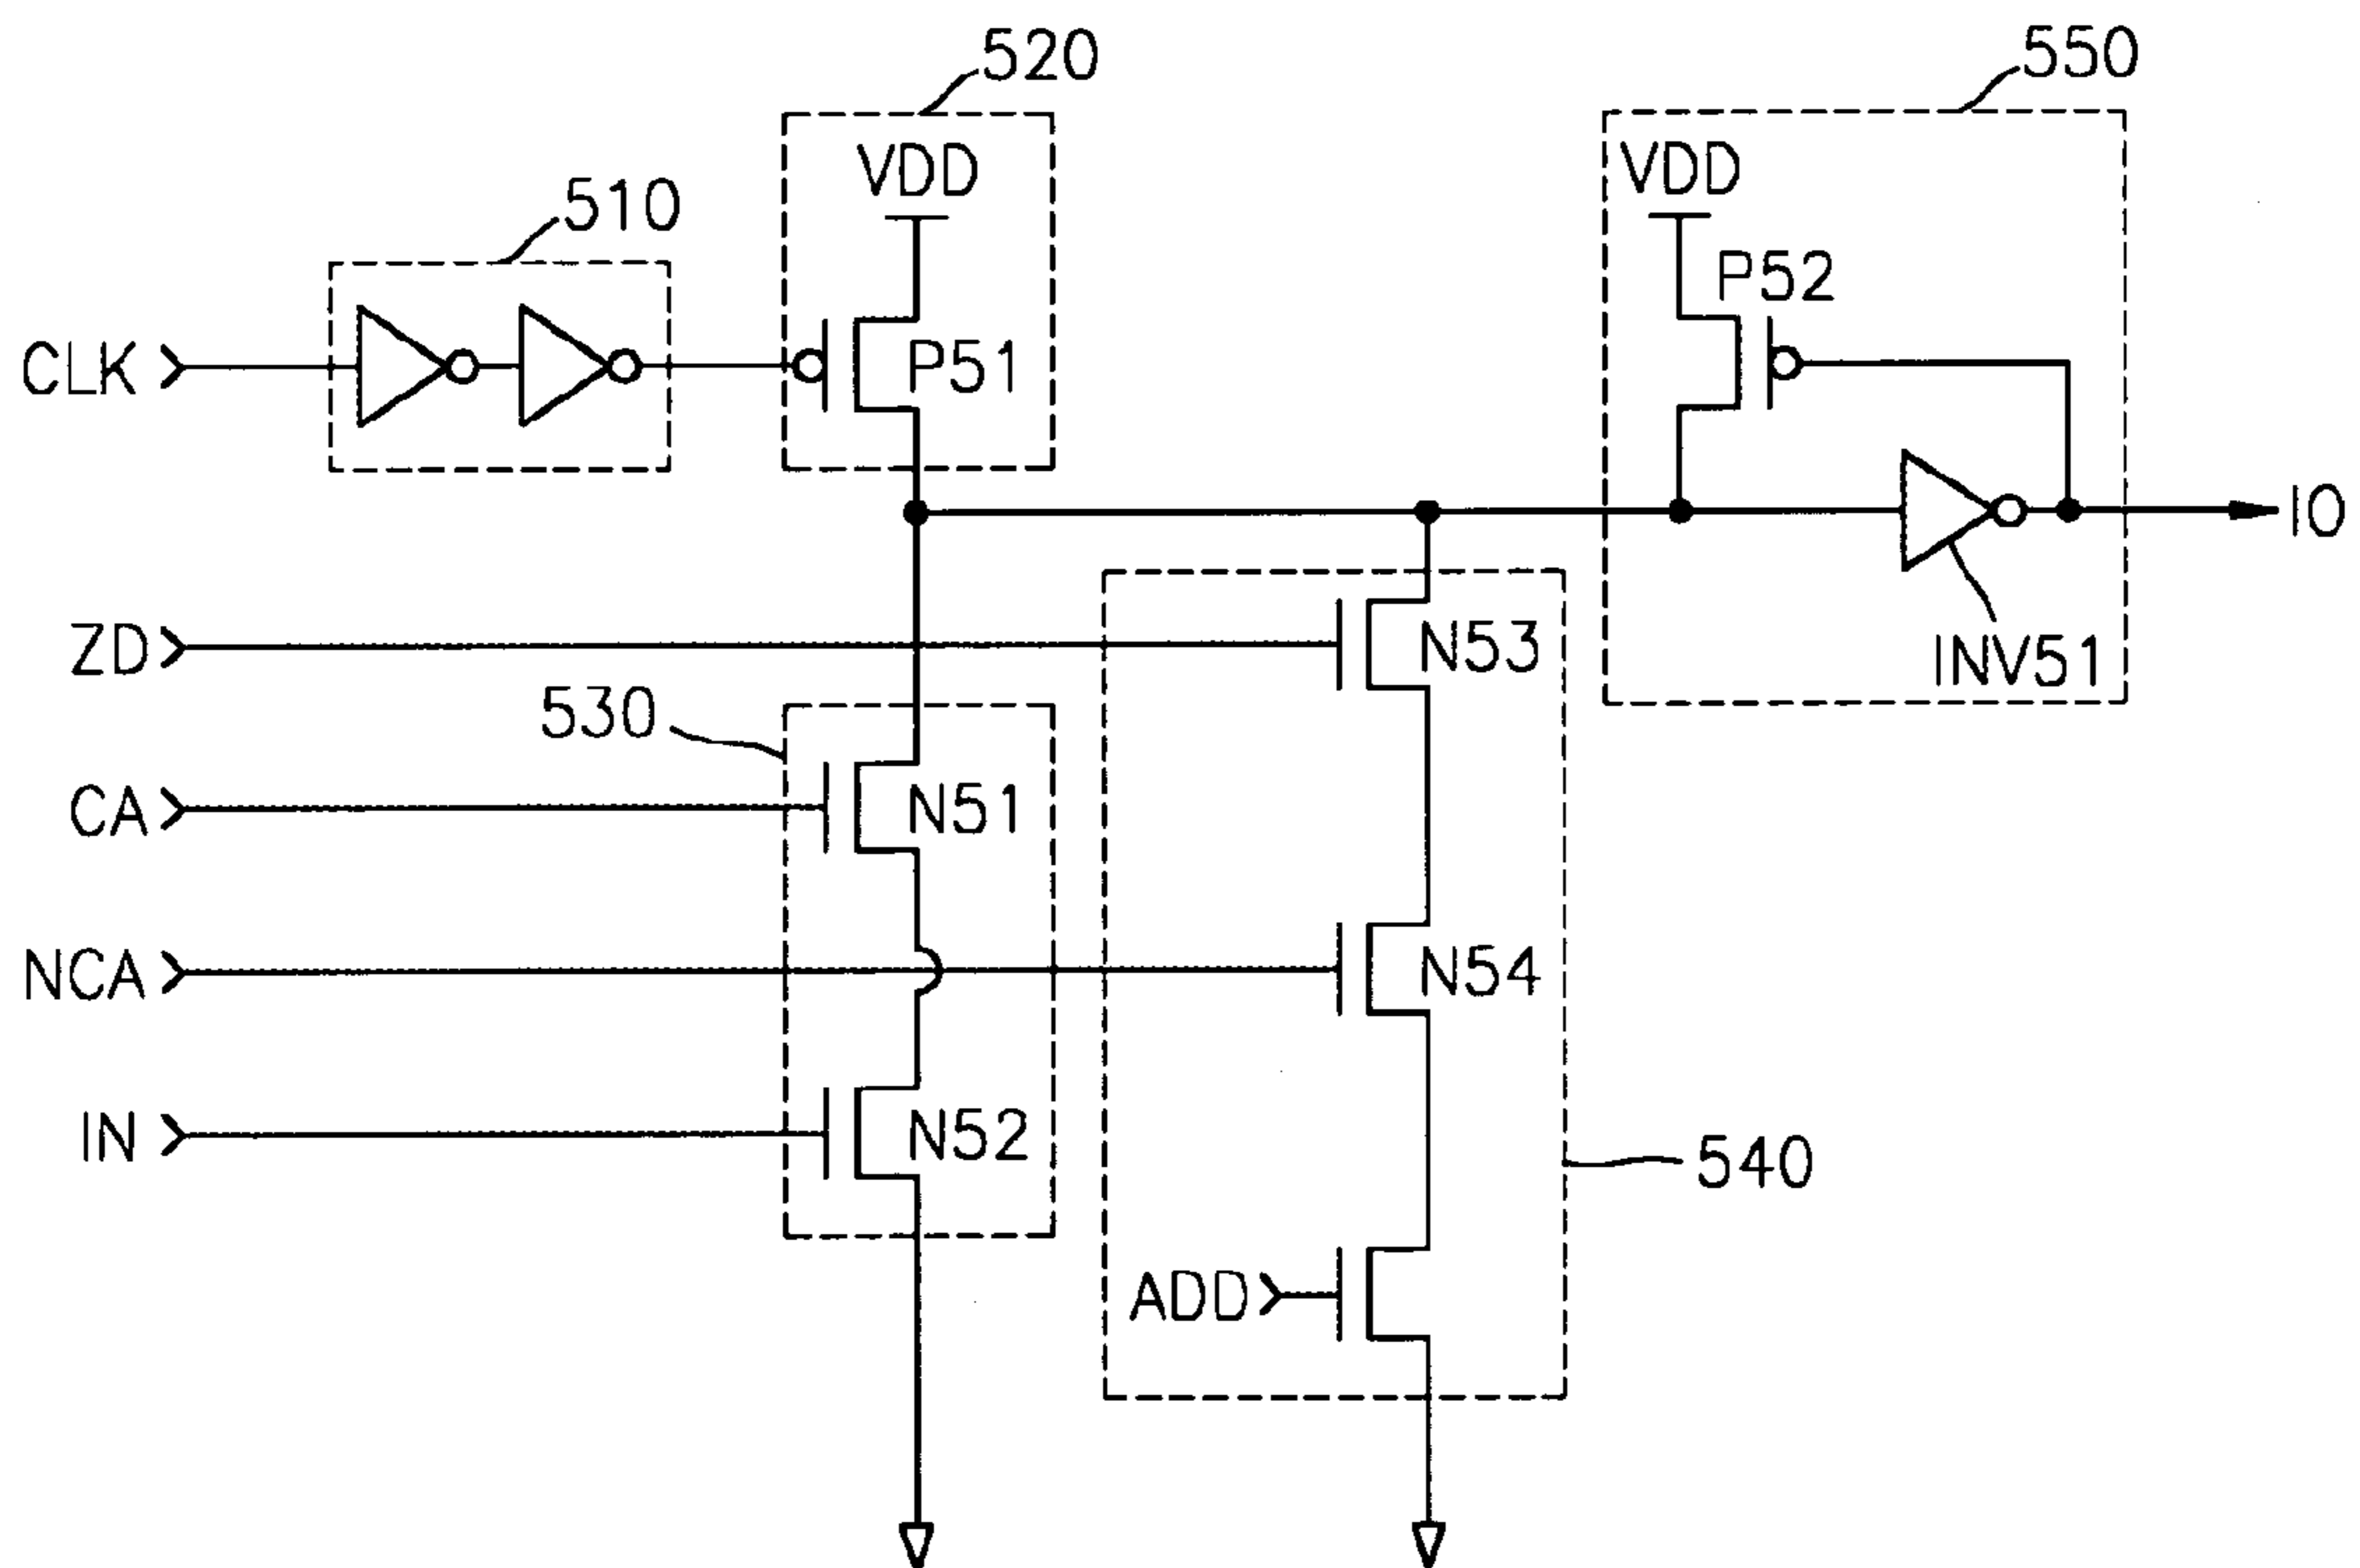 520
550
VDD
VDD
510
P52
CLK
P51
IO
ZD
N53
INV51
530
CA
N51
NCA
N54
IN
N52
540
ADD